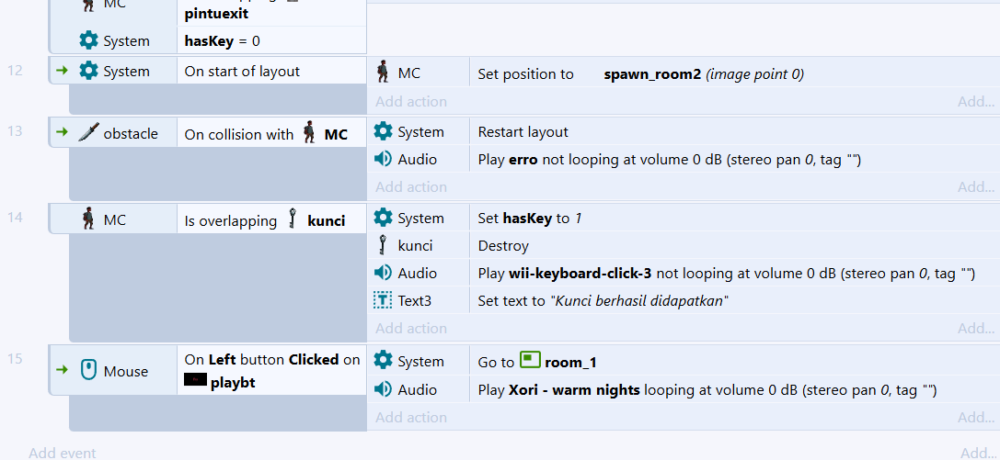 MC
pintuexit
System
hasKey = 0
12
System
On start of layout
MC
Set position to spawn_room2 (image point 0)
Add action
Add...
13
obstacle
On collision with MC
System
Restart layout
Audio
Play erro not looping at volume 0 dB (stereo pan 0, tag "")
Add action
Add...
14
MC
Is overlapping kunci
System
Set hasKey to 1
kunci
Destroy
Audio
Play wii-keyboard-click-3 not looping at volume 0 dB (stereo pan 0, tag "")
Text3
Set text to "Kunci berhasil didapatkan"
Add action
Add...
15
Mouse
On Left button Clicked on
playbt
System
Go to room_1
Audio
Play Xori - warm nights looping at volume 0 dB (stereo pan 0, tag "")
Add action
Add...
Add event
Add...